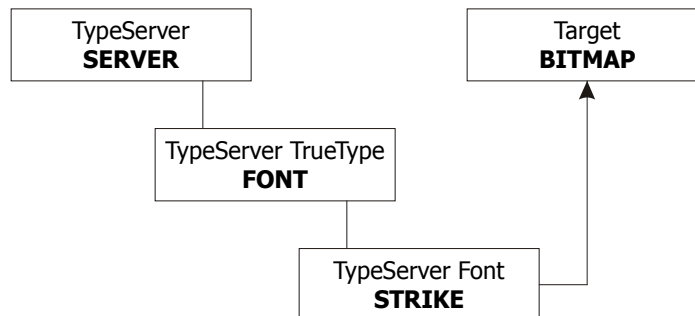 TypeServer
SERVER
Target
BITMAP
TypeServer TrueType
FONT
TypeServer Font
STRIKE